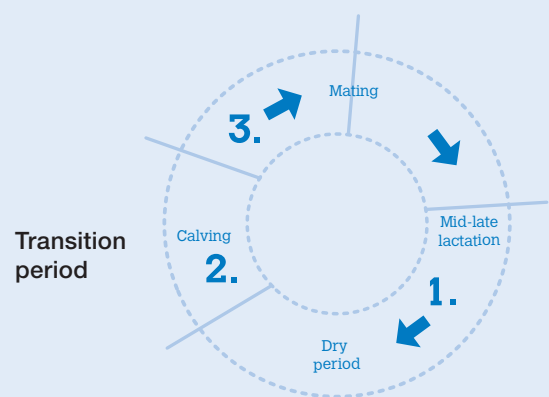 Mating
3.
Transition
period
Calving
2.
Mid-late
lactation
1.
Dry
period